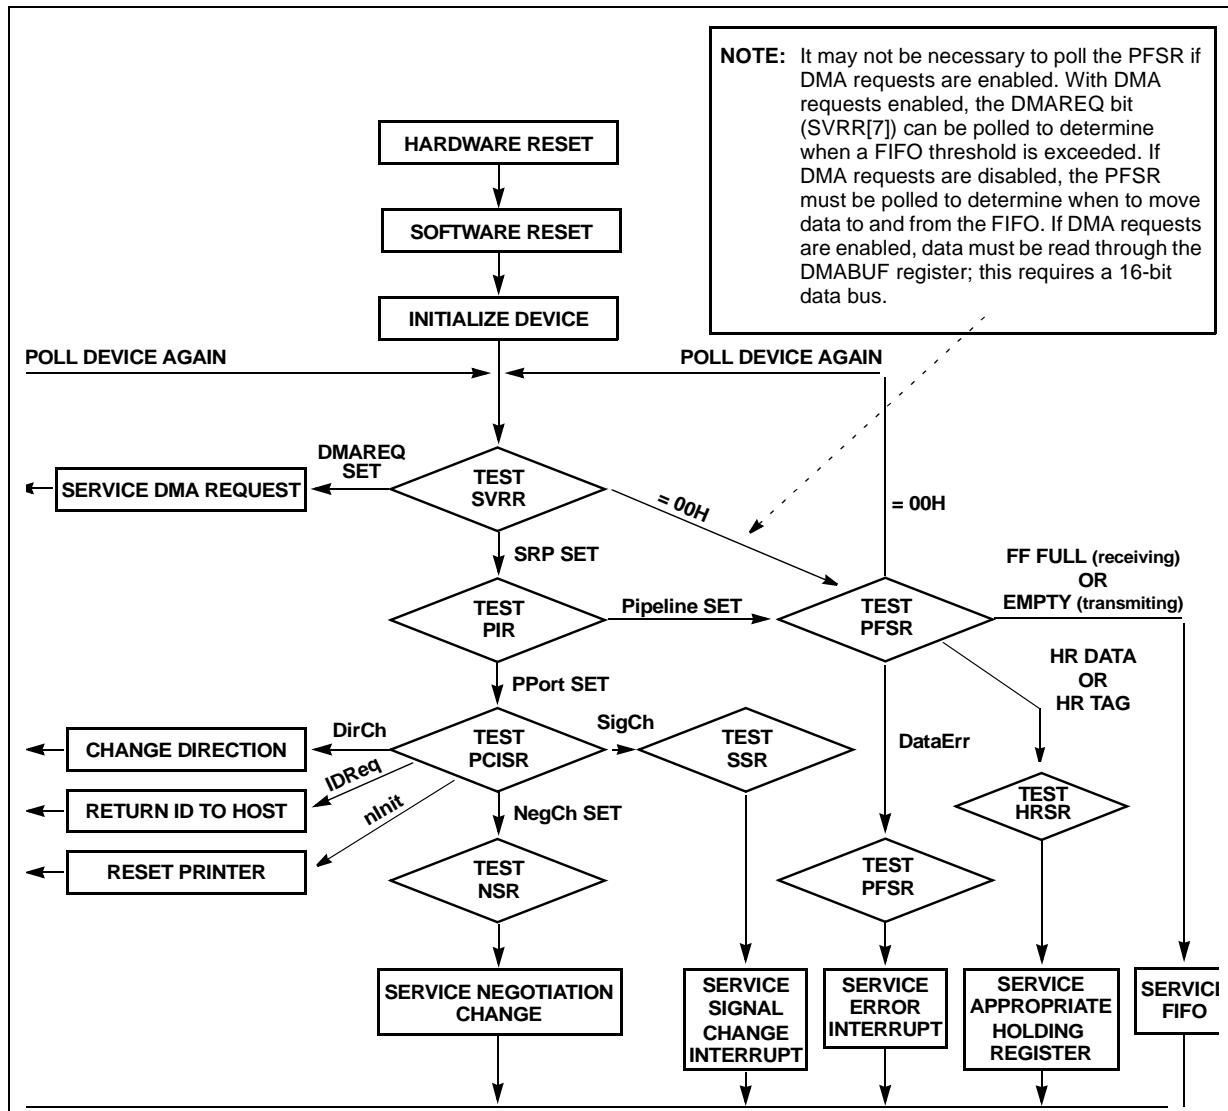 NOTE: It may not be necessary to poll the PFSR if
DMA requests are enabled. With DMA
requests enabled, the DMAREQ bit
(SVRR[7]) can be polled to determine
when a FIFO threshold is exceeded. If
DMA requests are disabled, the PFSR
must be polled to determine when to move
data to and from the FIFO. If DMA requests
are enabled, data must be read through the
DMABUF register; this requires a 16-bit
data bus.
HARDWARE RESET
SOFTWARE RESET
INITIALIZE DEVICE
POLL DEVICE AGAIN
POLL DEVICE AGAIN
DMAREQ
SET
SERVICE DMA REQUEST
TEST
SVRR
= 00H
= 00H
SRP SET
FF FULL (receiving)
OR
EMPTY (transmiting)
TEST
PIR
Pipeline SET
TEST
PFSR
HR DATA
OR
HR TAG
PPort SET
DirCh
CHANGE DIRECTION
TEST
PCISR
SigCh
TEST
SSR
DataErr
IDReq
RETURN ID TO HOST
nInit
NegCh SET
TEST
HRSR
RESET PRINTER
TEST
NSR
TEST
PFSR
SERVICE NEGOTIATION
CHANGE
SERVICE
SIGNAL
CHANGE
INTERRUPT
SERVICE
ERROR
INTERRUPT
SERVICE
APPROPRIATE
HOLDING
REGISTER
SERVICE
FIFO